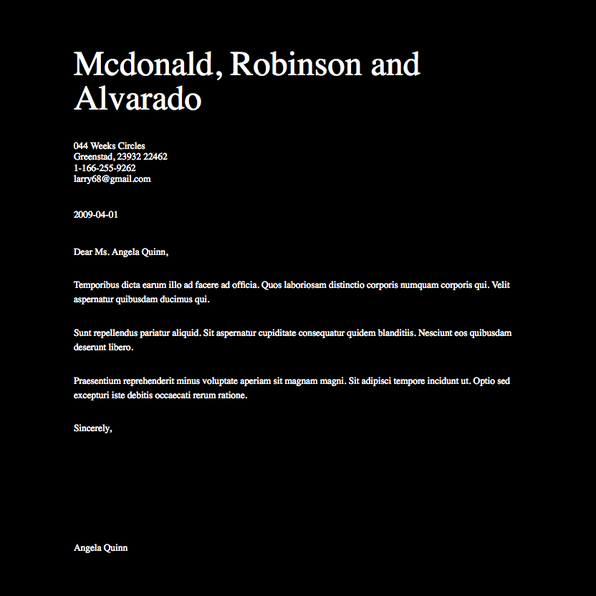 Mcdonald, Robinson and
Alvarado
044 Weeks Circles
Greenstad, 23932 22462
1-166-255-9262
larry68@gmail.com
2009-04-01
Dear Ms. Angela Quinn,
Temporibus dicta earum illo ad facere ad officia. Quos laboriosam distinctio corporis numquam corporis qui. Velit
aspernatur quibusdam ducimus qui.
Sunt repellendus pariatur aliquid. Sit aspernatur cupiditate consequatur quidem blanditiis. Nesciunt eos quibusdam
deserunt libero.
Praesentium reprehenderit minus voluptate aperiam sit magnam magni. Sit adipisci tempore incidunt ut. Optio sed
excepturi iste debitis occaecati rerum ratione.
Sincerely,
Angela Quinn